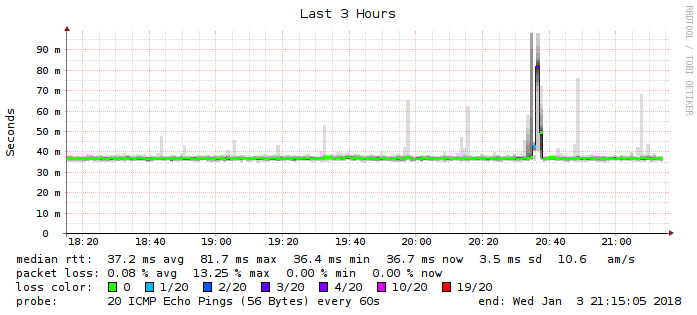 Last 3 Hours
RRDTOOL / TOBI OETIKER
Seconds
90 m
80 m
70 m
60 m
50 m
40 m
30 m
20 m
10 m
0
18:20 18:40 19:00 19:20 19:40 20:00 20:20 20:40 21:00
median rtt: 37.2 ms avg 81.7 ms max 36.4 ms min 36.7 ms now 3.5 ms sd 10.6 am/s
packet loss: 0.08 % avg 13.25 % max 0.00 % min 0.00 % now
loss color: 0 1/20 2/20 3/20 4/20 10/20 19/20
probe: 20 ICMP Echo Pings (56 Bytes) every 60s end: Wed Jan 3 21:15:05 2018